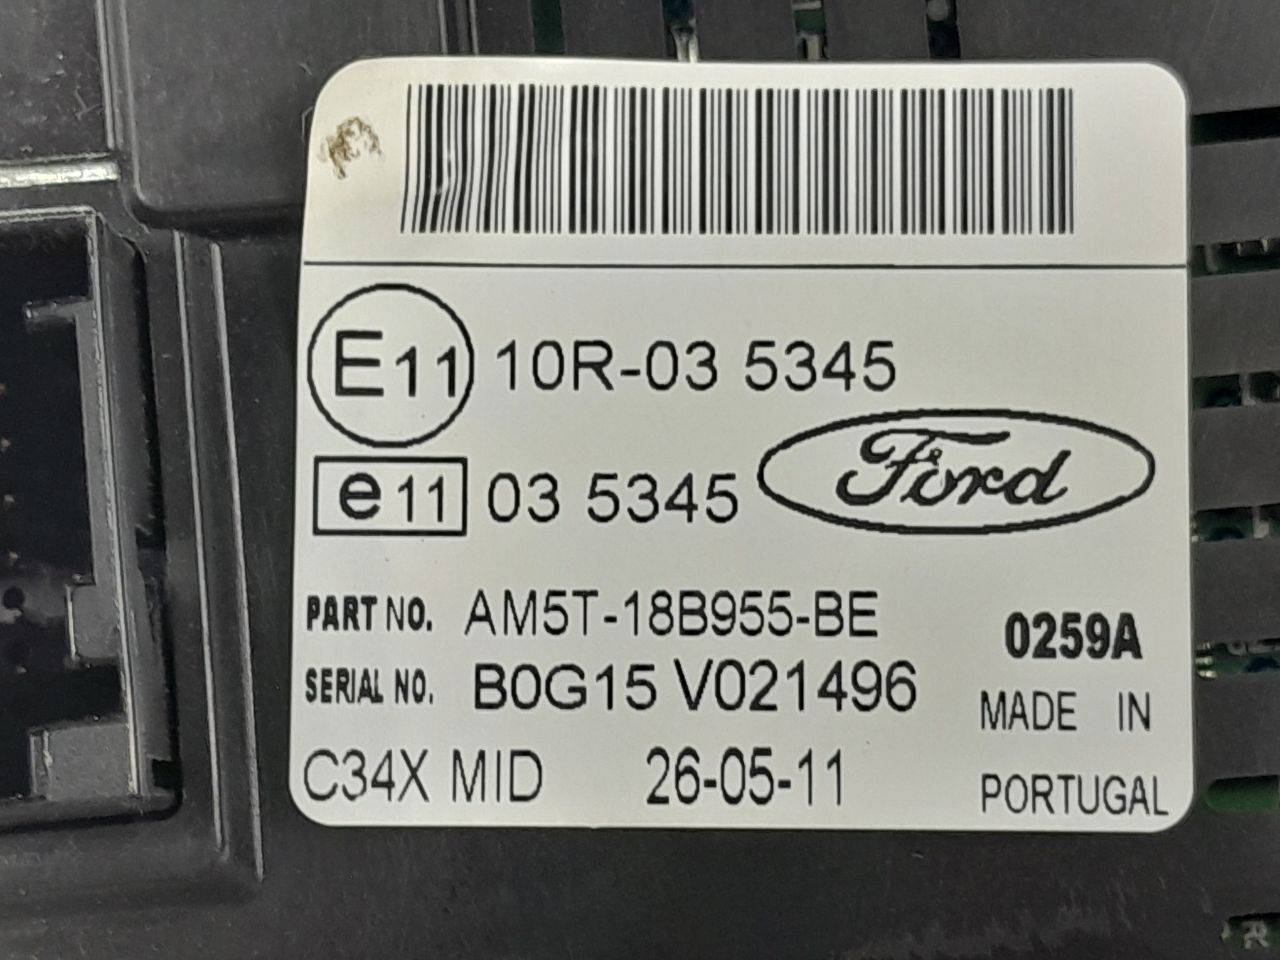 E11 10R-03 5345
e11 03 5345 Ford
PART NO. AM5T-18B955-BE 0259A
SERIAL NO. B0G15 V021496
MADE IN
C34X MID 26-05-11 PORTUGAL